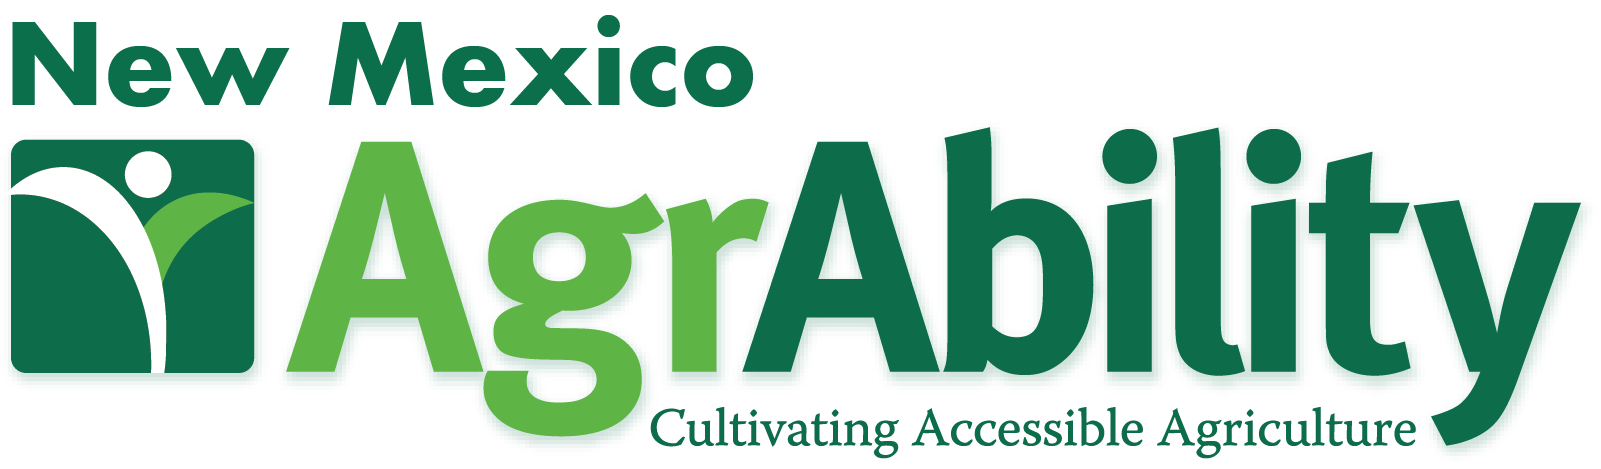 New Mexico
AgrAbility
Cultivating Accessible Agriculture